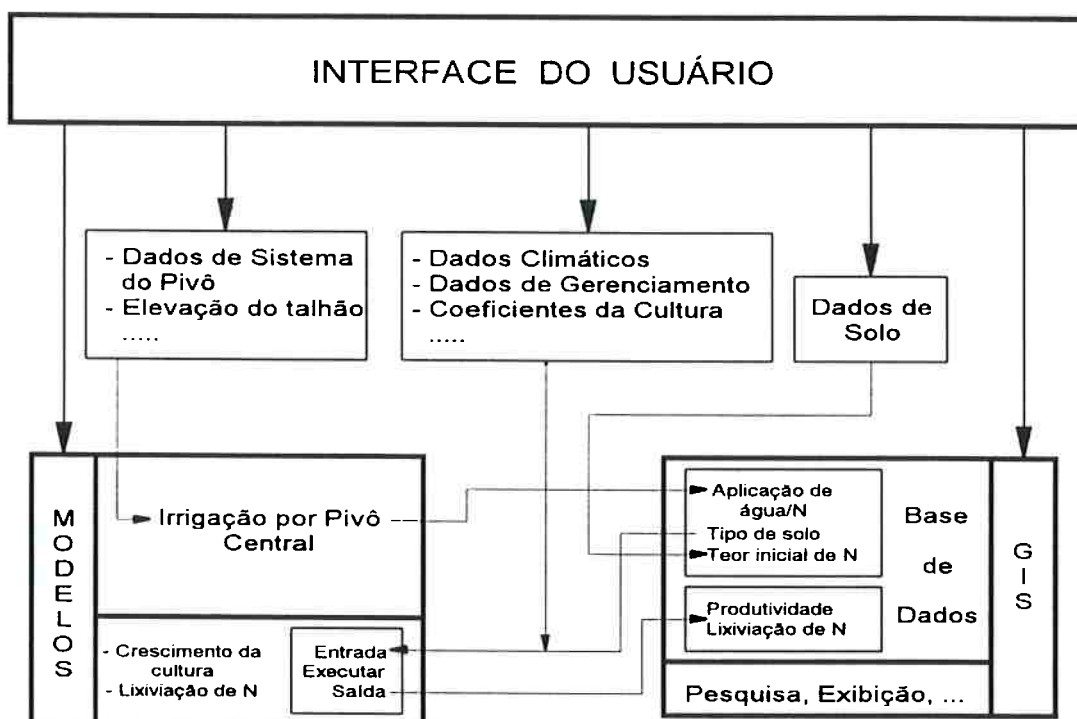 INTERFACE DO USUÁRIO
- Dados de Sistema
do Pivô
- Elevação do talhão
.....
- Dados Climáticos
- Dados de Gerenciamento
- Coeficientes da Cultura
.....
Dados de
Solo
MODELOS
Irrigação por Pivô
Central
- Crescimento da
cultura
- Lixiviação de N
Entrada
Executar
Saída
Aplicação de
água/N
Tipo de solo
Teor inicial de N
Produtividade
Lixiviação de N
Base
de
Dados
GIS
Pesquisa, Exibição, ...